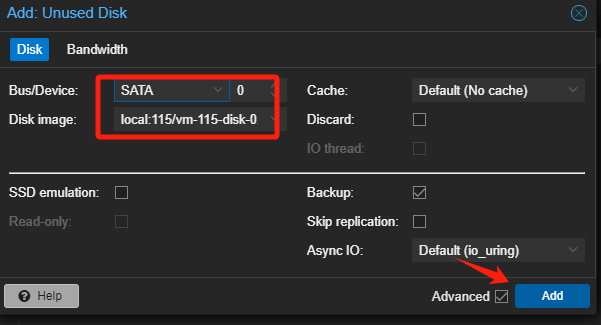 Add: Unused Disk
Disk Bandwidth
Bus/Device: SATA 0 Cache: Default (No cache)
Disk image: local:115/vm-115-disk-0 Discard:
IO thread:
SSD emulation: Backup:
Read-only: Skip replication:
Async IO: Default (io_uring)
Help Advanced Add